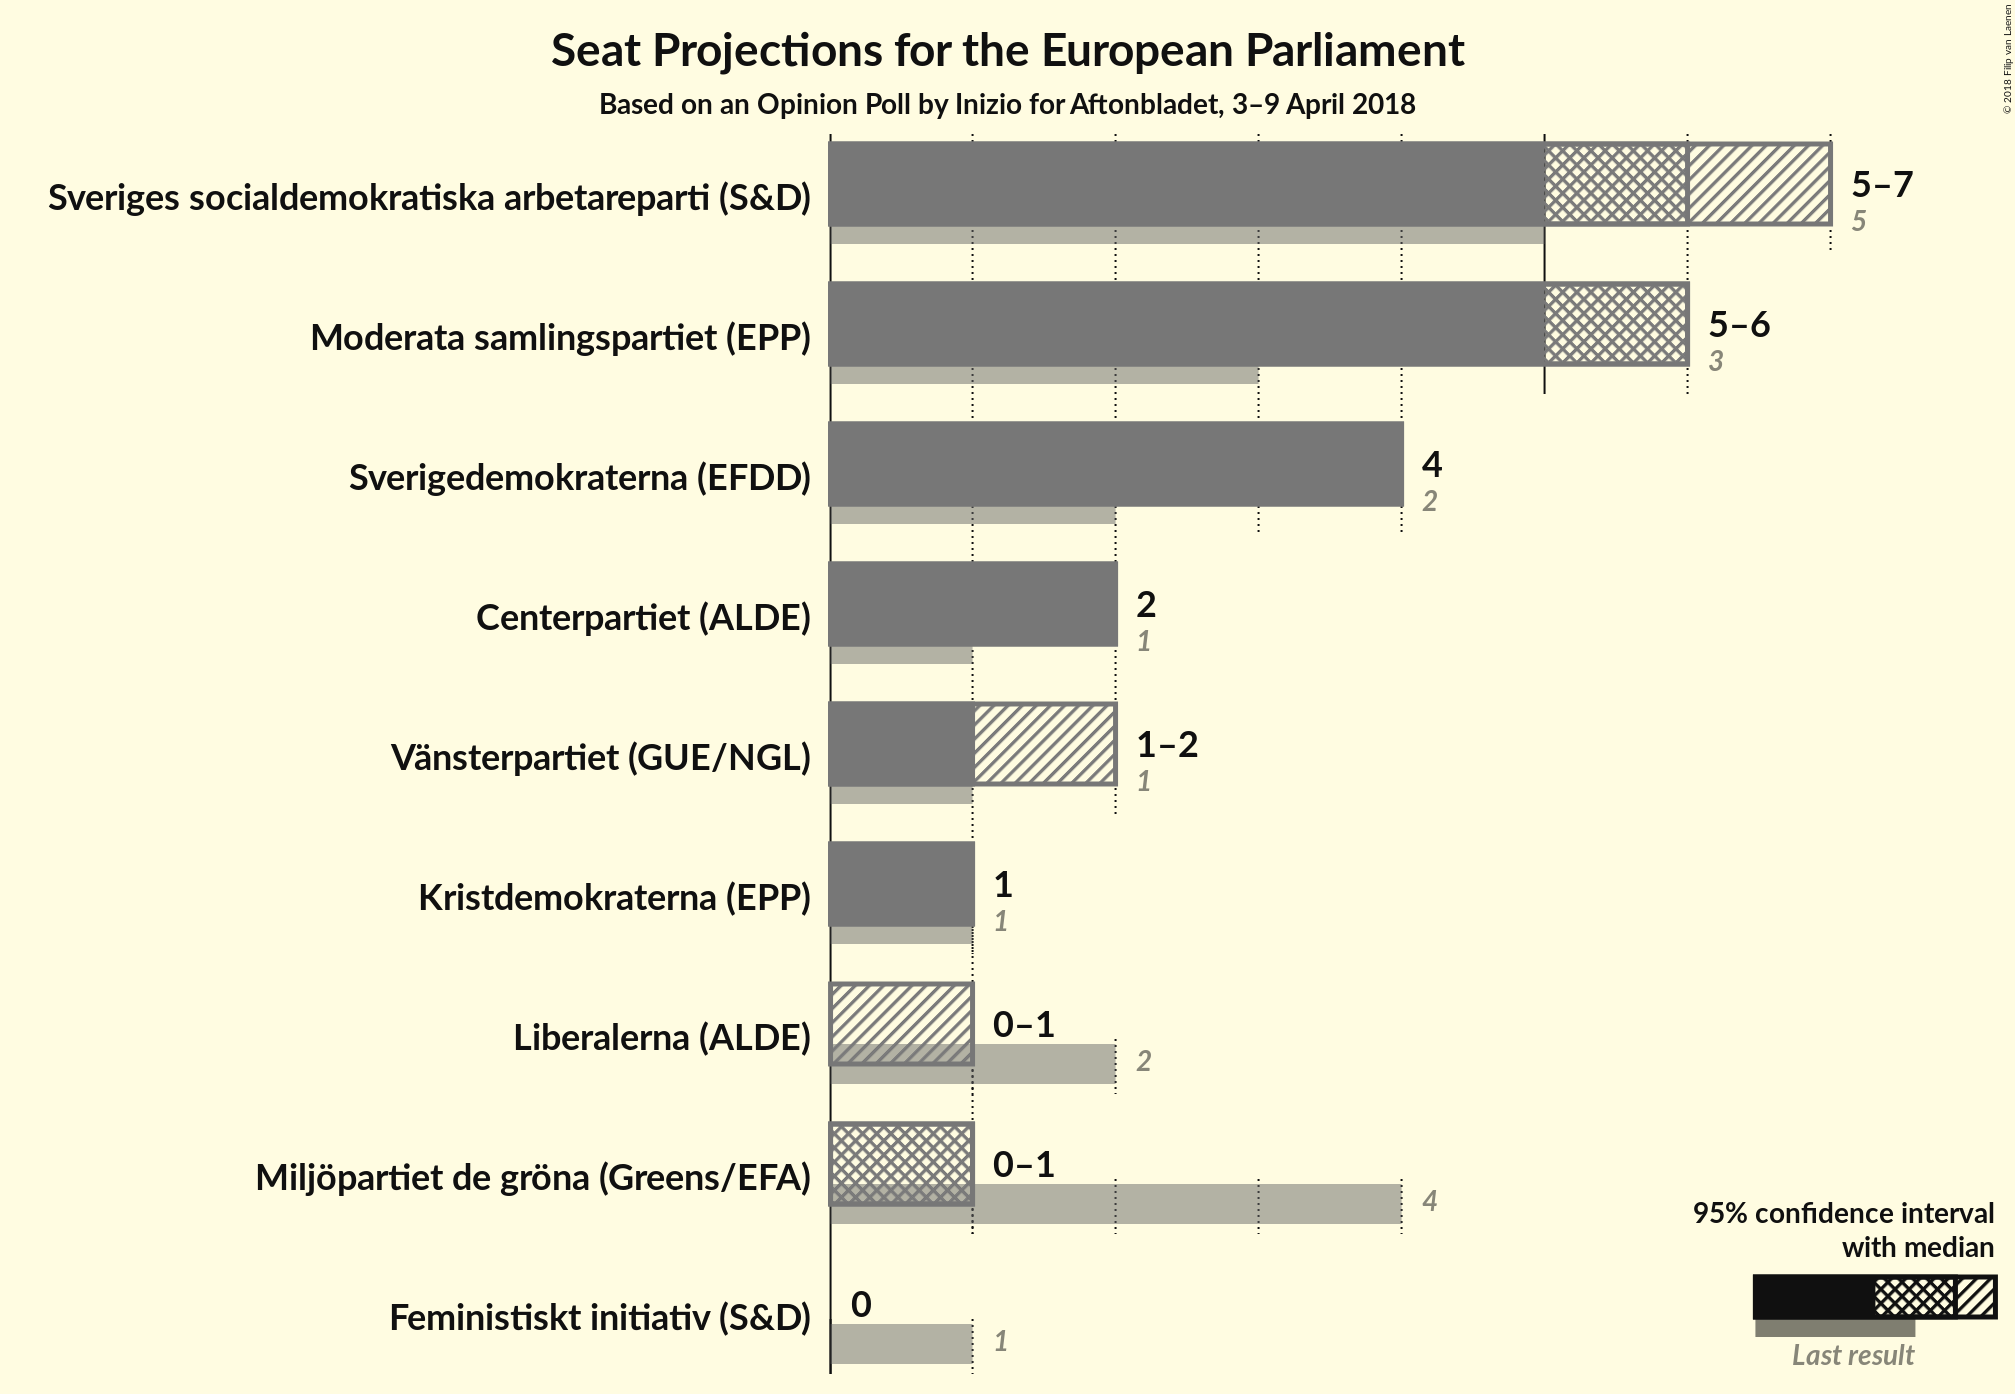 Seat Projections for the European Parliament
Based on an Opinion Poll by Inizio for Aftonbladet, 3–9 April 2018
© 2018 Filip van Laenen
Sveriges socialdemokratiska arbetareparti (S&D)
5–7
5
Moderata samlingspartiet (EPP)
5–6
3
Sverigedemokraterna (EFDD)
4
2
Centerpartiet (ALDE)
2
1
Vänsterpartiet (GUE/NGL)
1–2
1
Kristdemokraterna (EPP)
1
1
Liberalerna (ALDE)
0–1
2
Miljöpartiet de gröna (Greens/EFA)
0–1
4
Feministiskt initiativ (S&D)
0
1
95% confidence interval
with median
Last result